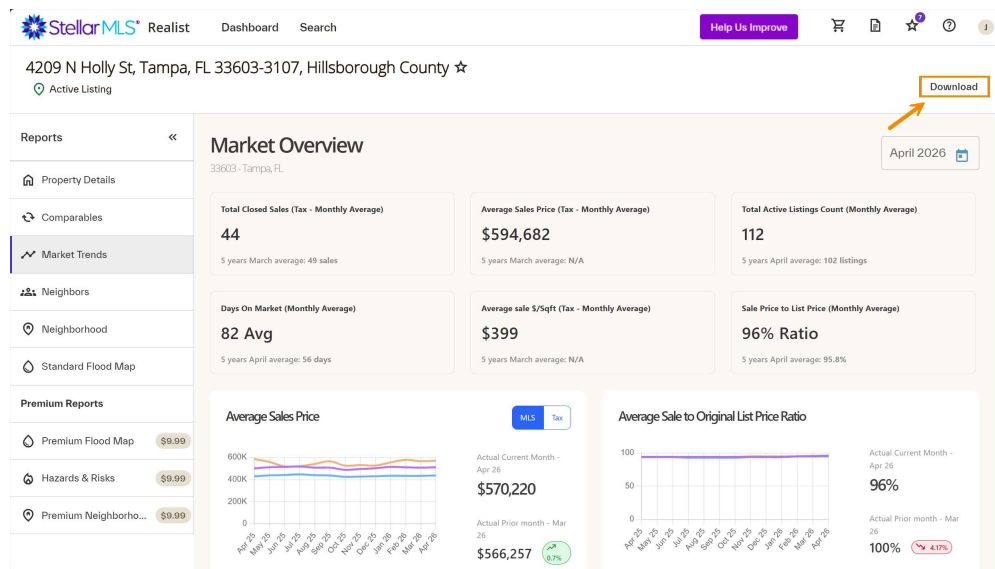 StellarMLS® Realist Dashboard Search Help Us Improve 7 J
4209 N Holly St, Tampa, FL 33603-3107, Hillsborough County
Active Listing
Download
Reports
Property Details
Comparables
Market Trends
Neighbors
Neighborhood
Standard Flood Map
Premium Reports
Premium Flood Map $9.99
Hazards & Risks $9.99
Premium Neighborho... $9.99
Market Overview
33603 - Tampa, FL
April 2026
Total Closed Sales (Tax - Monthly Average)
44
5 years March average: 49 sales
Average Sales Price (Tax - Monthly Average)
$594,682
5 years March average: N/A
Total Active Listings Count (Monthly Average)
112
5 years April average: 102 listings
Days On Market (Monthly Average)
82 Avg
5 years April average: 56 days
Average sale $/Sqft (Tax - Monthly Average)
$399
5 years March average: N/A
Sale Price to List Price (Monthly Average)
96% Ratio
5 years April average: 95.8%
Average Sales Price
MLS Tax
600K
400K
200K
0
Apr 25 May 25 Jun 25 Jul 25 Aug 25 Sep 25 Oct 25 Nov 25 Dec 25 Jan 26 Feb 26 Mar 26 Apr 26
Actual Current Month -
Apr 26
$570,220
Actual Prior month - Mar
26
$566,257 0.7%
Average Sale to Original List Price Ratio
100
50
0
Apr 25 May 25 Jun 25 Jul 25 Aug 25 Sep 25 Oct 25 Nov 25 Dec 25 Jan 26 Feb 26 Mar 26 Apr 26
Actual Current Month -
Apr 26
96%
Actual Prior month - Mar
26
100% 4.17%